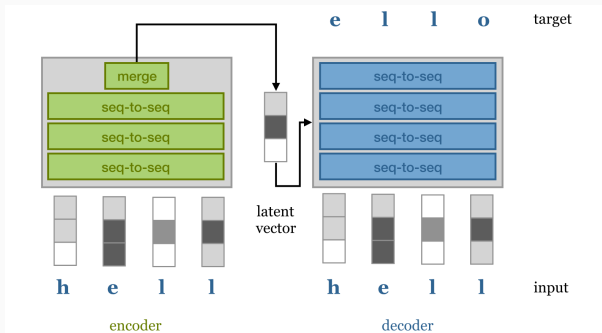 e l l o target
merge
seq-to-seq seq-to-seq
seq-to-seq seq-to-seq
seq-to-seq seq-to-seq
seq-to-seq
latent
vector
h e l l h e l l input
encoder decoder